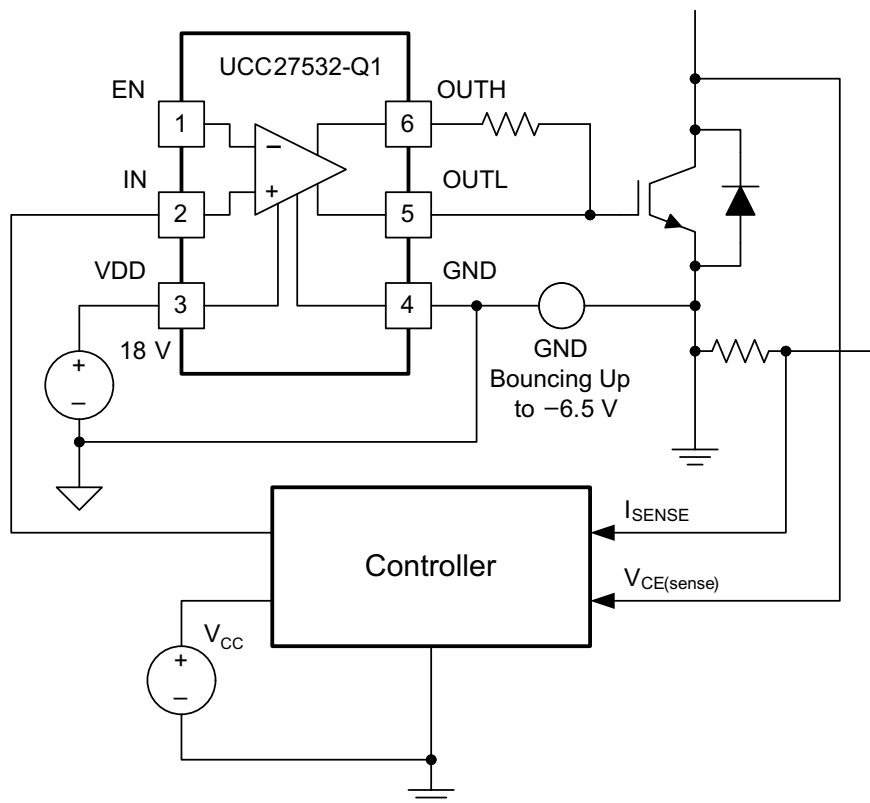 UCC27532-Q1
EN
OUTH
1
6
−
IN
+
OUTL
2
5
VDD
GND
3
4
18 V
+
−
GND
Bouncing Up
to −6.5 V
ISENSE
Controller
VCE(sense)
VCC
+
−